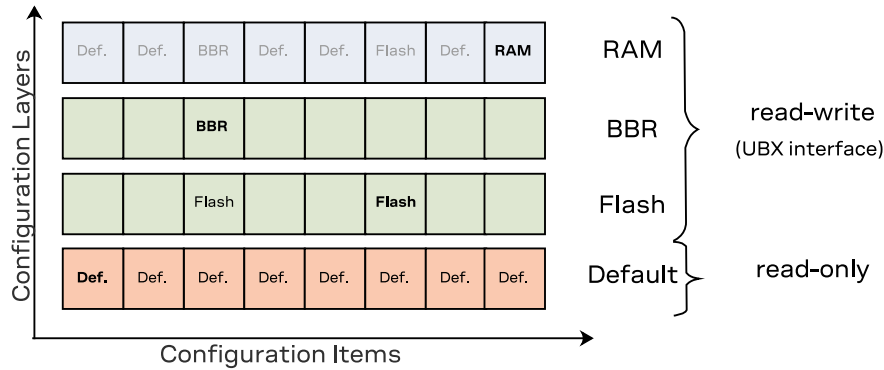 Configuration Layers
Def. Def. BBR Def. Def. Flash Def. RAM
RAM
BBR
BBR
Flash Flash
Flash
Def. Def. Def. Def. Def. Def. Def. Def.
Default
read-write
(UBX interface)
read-only
Configuration Items